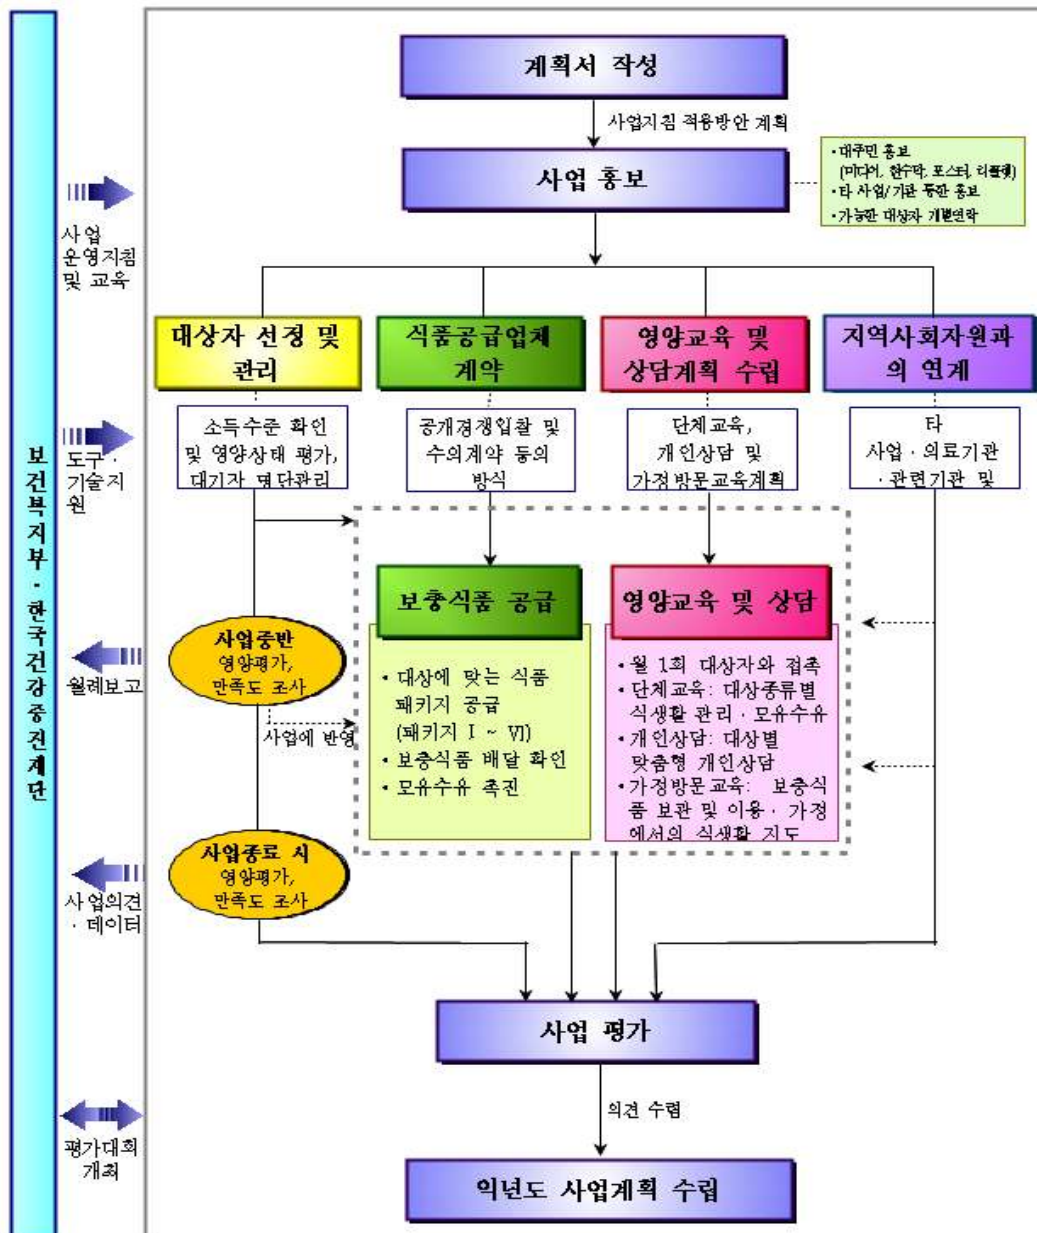 계획서 작성
사업지침 적용방안 계획
사업 홍보
• 대주민 홍보
(미디어, 현수막, 포스터, 리플렛)
• 타 사업/기관 통한 홍보
• 가능한 대상자 개별연락
사업
운영지침
및 교육
대상자 선정 및
관리
식품공급업체
계약
영양교육 및
상담계획 수립
지역사회자원과
의 연계
소득수준 확인
및 영양상태 평가,
대기자 명단관리
공개경쟁입찰 및
수의계약 등의
방식
단체교육,
개인상담 및
가정방문교육계획
타
사업·의료기관
·관련기관 및
도구·
기술지
원
보건복지부·한국건강증진재단
보충식품 공급
• 대상에 맞는 식품
패키지 공급
(패키지 Ⅰ ~ Ⅵ)
• 보충식품 배달 확인
• 모유수유 촉진
영양교육 및 상담
• 월 1회 대상자와 접촉
• 단체교육: 대상종류별
식생활 관리·모유수유
• 개인상담: 대상별
맞춤형 개인상담
• 가정방문교육: 보충식
품 보관 및 이용· 가정
에서의 식생활 지도
사업중반
영양평가,
만족도 조사
월례보고
사업에 반영
사업종료 시
영양평가,
만족도 조사
사업의견
· 데이터
사업 평가
의견 수렴
평가대회
개최
익년도 사업계획 수립